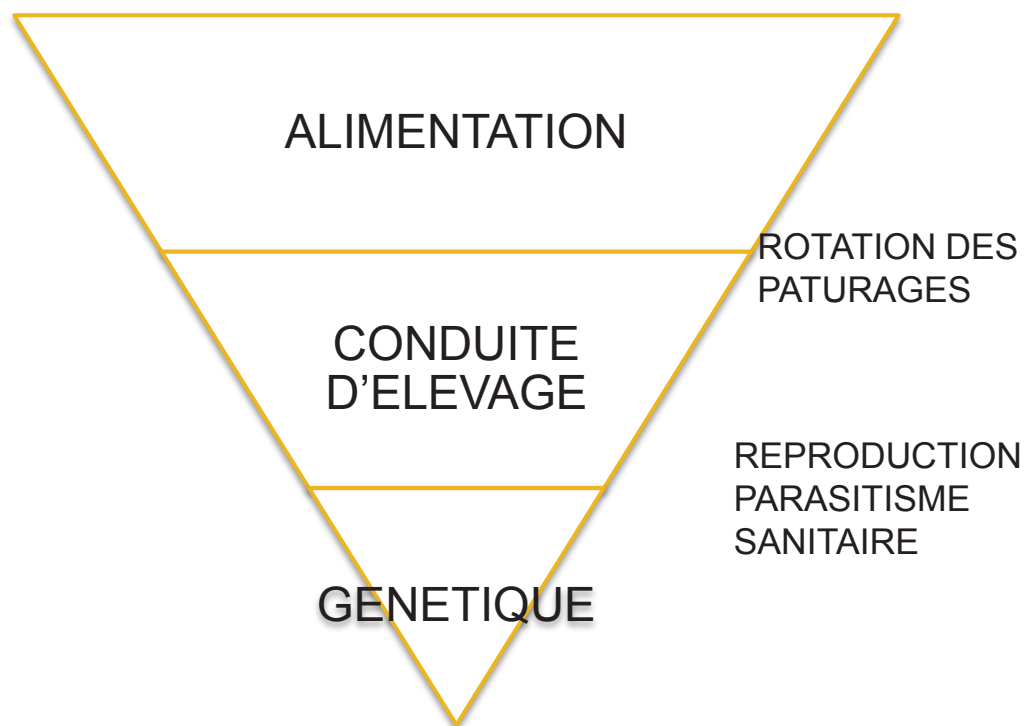 ALIMENTATION
ROTATION DES
PATURAGES
CONDUITE
D’ELEVAGE
REPRODUCTION
PARASITISME
SANITAIRE
GENETIQUE